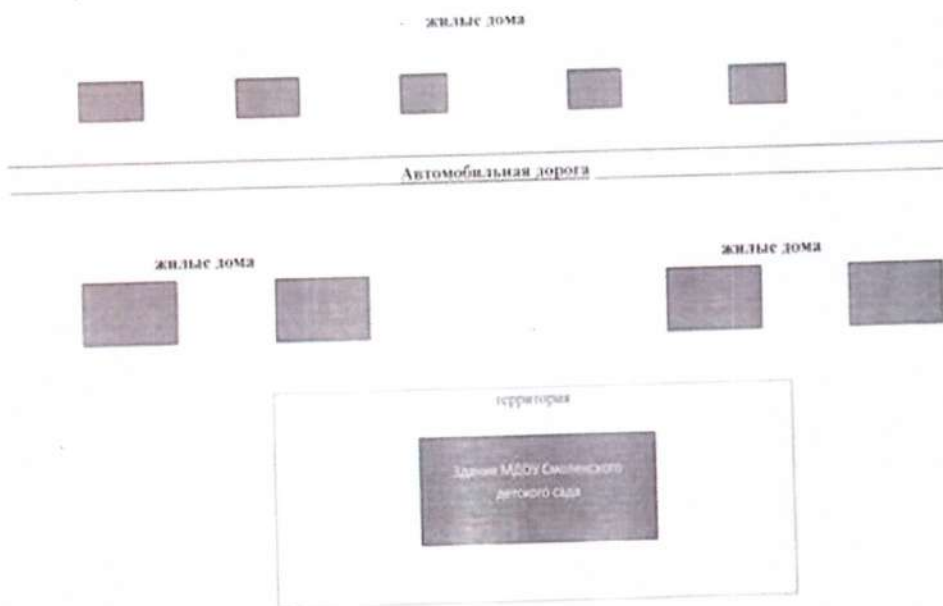 жилые дома
Автомобильная дорога
жилые дома
жилые дома
территория
Здание МДОУ Смоленского
детского сада